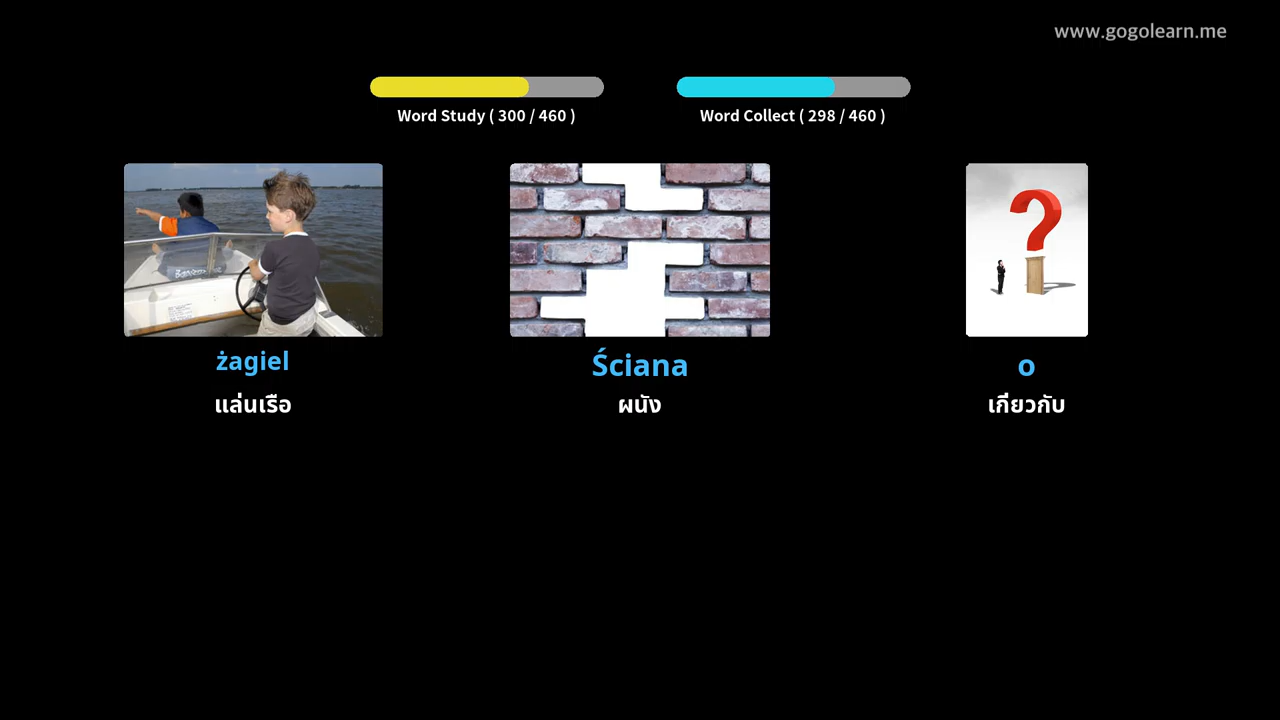 www.gogolearn.me
Word Study ( 300 / 460 )
Word Collect ( 298 / 460 )
żagiel
Ściana
o
แล่นเรือ
ผนัง
เกี่ยวกับ